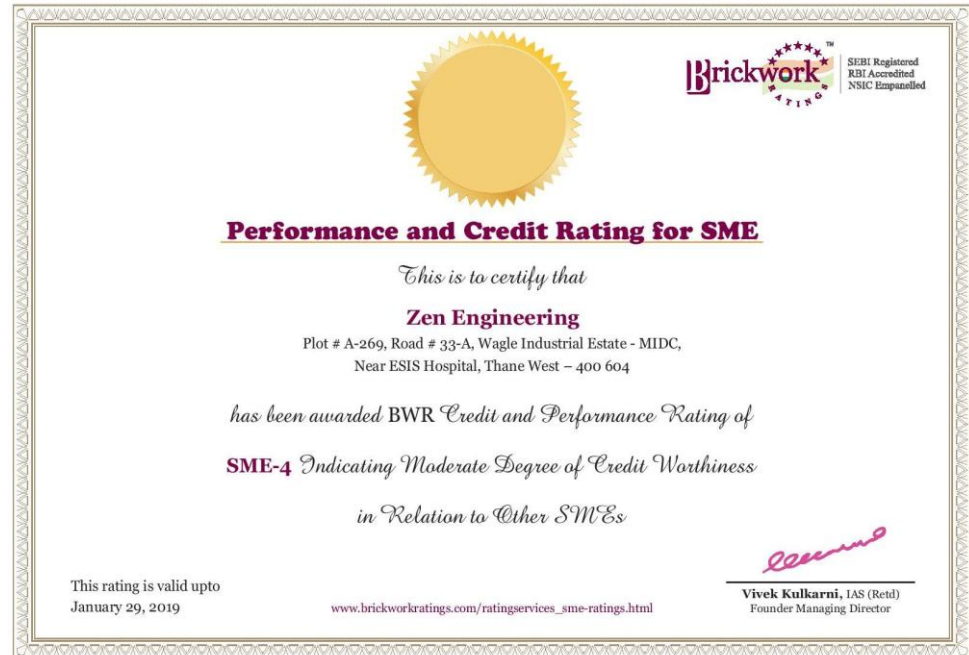 Brickwork TM
RATINGS
SEBI Registered
RBI Accredited
NSIC Empanelled
Performance and Credit Rating for SME
This is to certify that
Zen Engineering
Plot # A-269, Road # 33-A, Wagle Industrial Estate - MIDC,
Near ESIS Hospital, Thane West – 400 604
has been awarded BWR Credit and Performance Rating of
SME-4 Indicating Moderate Degree of Credit Worthiness
in Relation to Other SMEs
This rating is valid upto
January 29, 2019
www.brickworkratings.com/ratingservices_sme-ratings.html
Vivek Kulkarni, IAS (Retd)
Founder Managing Director